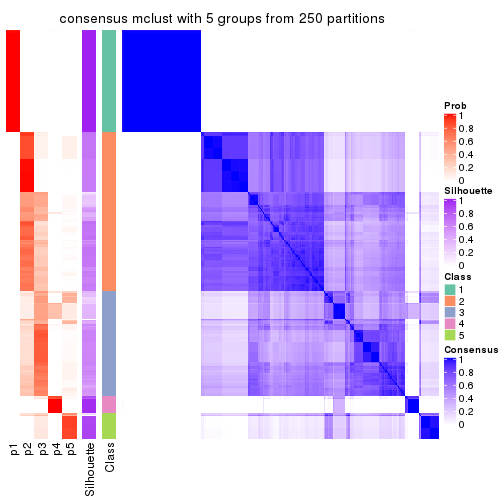 consensus mclust with 5 groups from 250 partitions
Prob
1
0.8
0.6
0.4
0.2
0
Silhouette
1
0.8
0.6
0.4
0.2
0
Class
1
2
3
4
5
Consensus
1
0.8
0.6
0.4
0.2
0
p1
p2
p3
p4
p5
Silhouette
Class